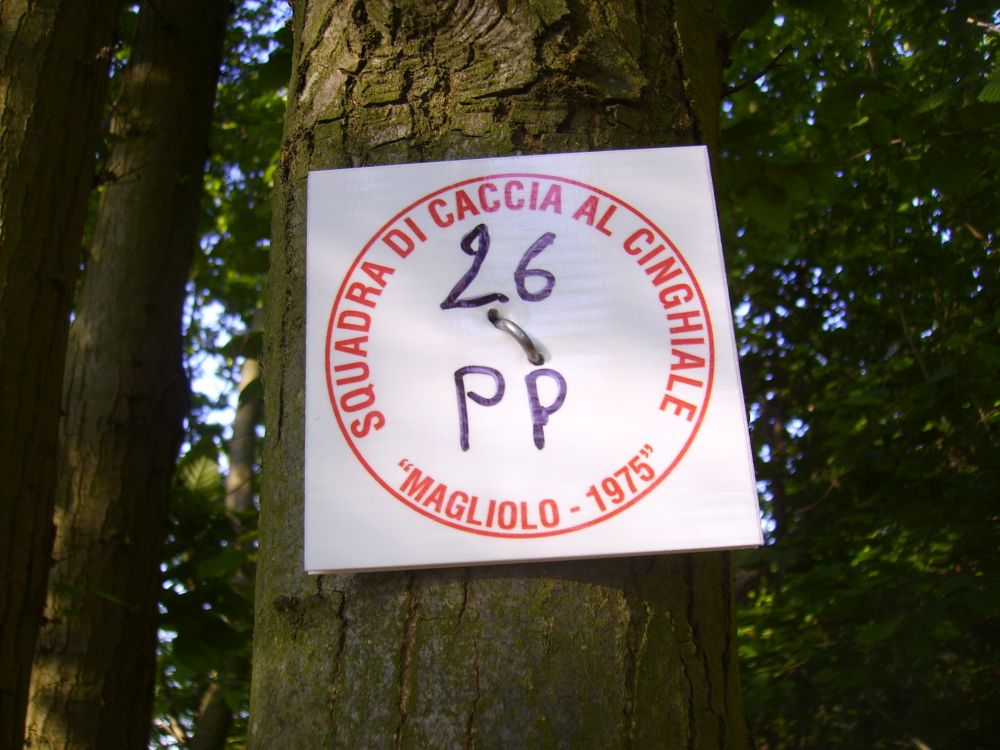 SQUADRA DI CACCIA AL CINGHIALE
26
PP
"MAGLIOLO - 1975"